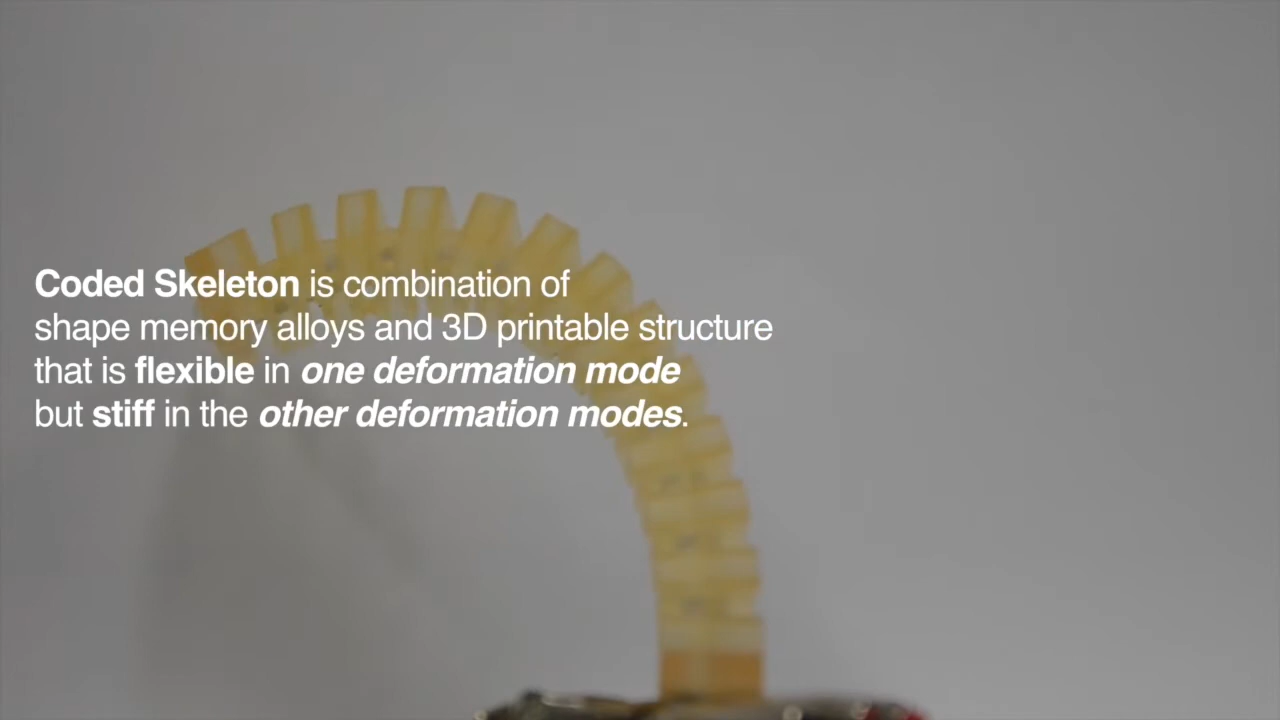 Coded Skeleton is combination of
shape memory alloys and 3D printable structure
that is flexible in one deformation mode
but stiff in the other deformation modes.